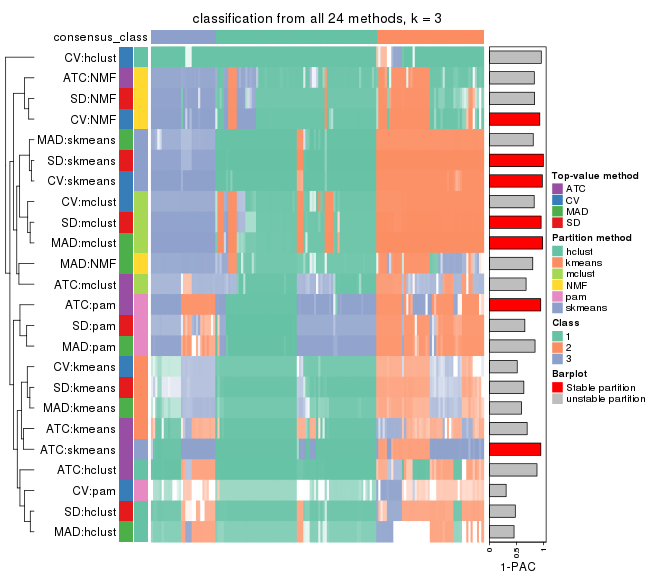 classification from all 24 methods, k = 3
consensus_class
CV:hclust
ATC:NMF
SD:NMF
CV:NMF
MAD:skmeans
SD:skmeans
CV:skmeans
CV:mclust
SD:mclust
MAD:mclust
MAD:NMF
ATC:mclust
ATC:pam
SD:pam
MAD:pam
CV:kmeans
SD:kmeans
MAD:kmeans
ATC:kmeans
ATC:skmeans
ATC:hclust
CV:pam
SD:hclust
MAD:hclust
0
0.5
1
1-PAC
Top-value method
ATC
CV
MAD
SD
Partition method
hclust
kmeans
mclust
NMF
pam
skmeans
Class
1
2
3
Barplot
Stable partition
unstable partition